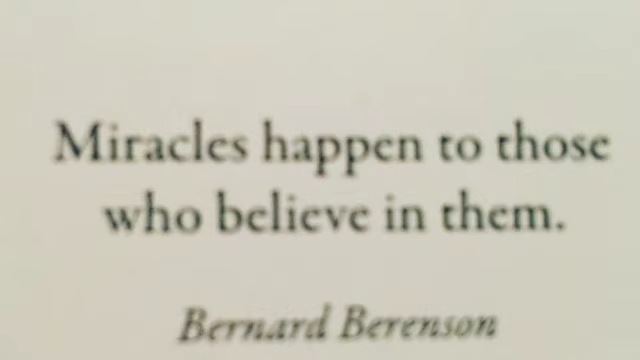 Miracles happen to those
who believe in them.
Bernard Berenson